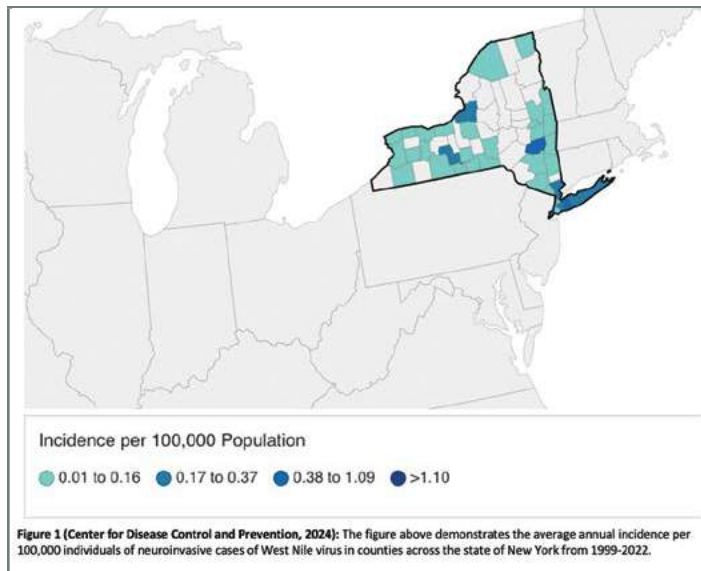 Incidence per 100,000 Population
0.01 to 0.16 0.17 to 0.37 0.38 to 1.09 >1.10
Figure 1 (Center for Disease Control and Prevention, 2024): The figure above demonstrates the average annual incidence per
100,000 individuals of neuroinvasive cases of West Nile virus in counties across the state of New York from 1999-2022.